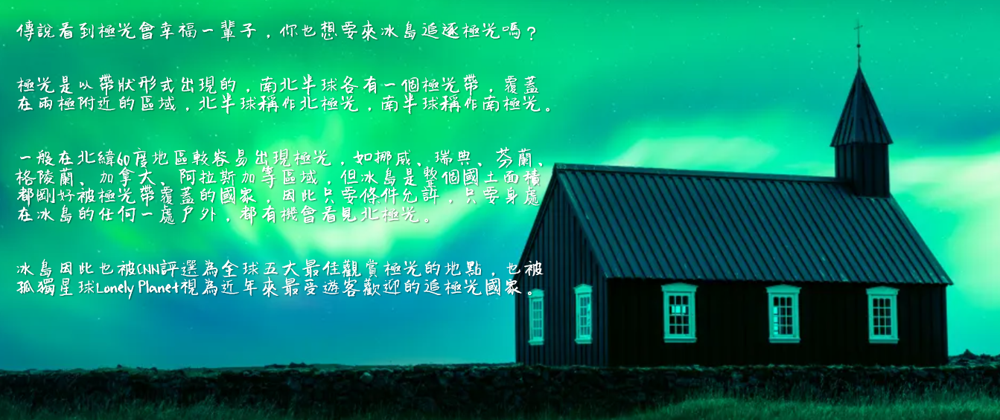 傳說看到極光會幸福一輩子，你也想要來冰島追逐極光嗎？
極光是以帶狀形式出現的，南北半球各有一個極光帶，覆蓋
在兩極附近的區域，北半球稱作北極光，南半球稱作南極光。
一般在北緯60度地區較容易出現極光，如挪威、瑞典、芬蘭、
格陵蘭、加拿大、阿拉斯加等區域，但冰島是整個國土面積
都剛好被極光帶覆蓋的國家，因此只要條件允許，只要身處
在冰島的任何一處戶外，都有機會看見北極光。
冰島因此也被CNN評選為全球五大最佳觀賞極光的地點，也被
孤獨星球Lonely Planet視為近年來最受遊客歡迎的追極光國家。